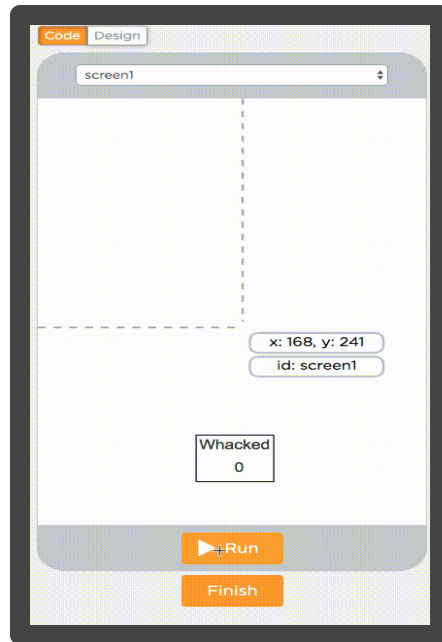 Code Design
screen1
x: 168, y: 241
id: screen1
Whacked
0
Run
Finish